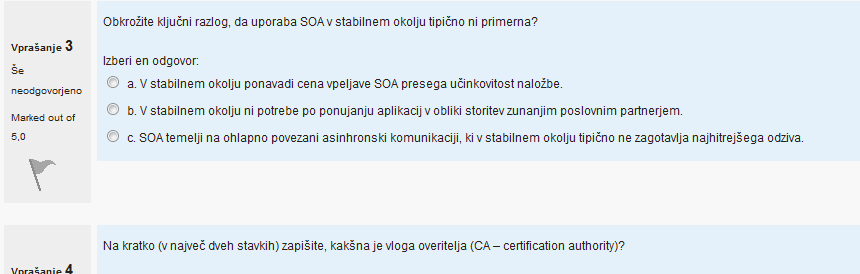 Vprašanje 3
Še
neodgovorjeno
Marked out of
5,0
Obkrožite ključni razlog, da uporaba SOA v stabilnem okolju tipično ni primerna?
Izberi en odgovor:
a. V stabilnem okolju ponavadi cena vpeljave SOA presega učinkovitost naložbe.
b. V stabilnem okolju ni potrebe po ponujanju aplikacij v obliki storitev zunanjim poslovnim partnerjem.
c. SOA temelji na ohlapno povezani asinhronski komunikaciji, ki v stabilnem okolju tipično ne zagotavlja najhitrejšega odziva.
Vprašanje 4
Na kratko (v največ dveh stavkih) zapišite, kakšna je vloga overitelja (CA – certification authority)?